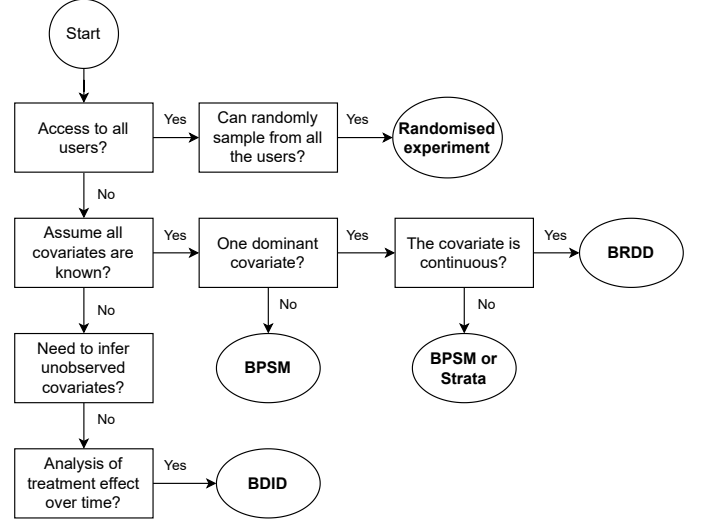 Start
Access to all
users?
Yes
Can randomly
sample from all
the users?
Yes
Randomised
experiment
No
Assume all
covariates are
known?
Yes
One dominant
covariate?
Yes
The covariate is
continuous?
Yes
BRDD
No
No
No
Need to infer
unobserved
covariates?
BPSM
BPSM or
Strata
No
Analysis of
treatment effect
over time?
Yes
BDID